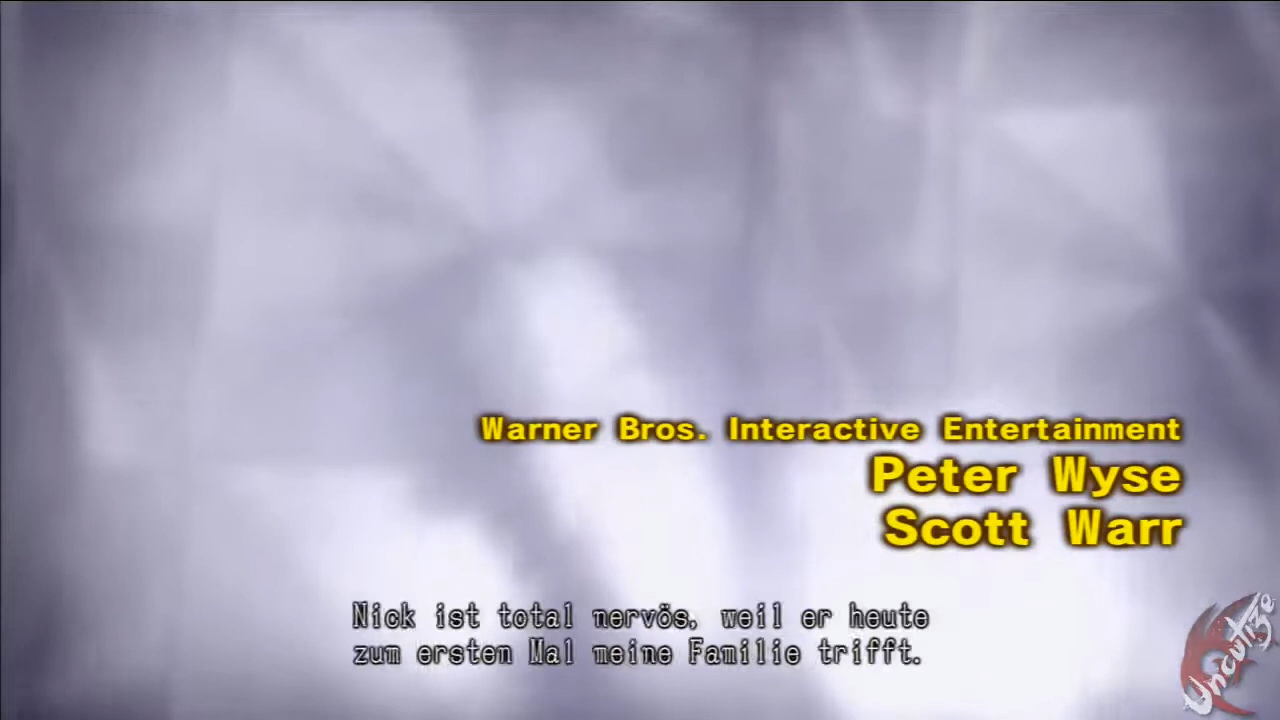 Warner Bros. Interactive Entertainment
Peter Wyse
Scott Warr
Nick ist total nervös, weil er heute
zum ersten Mal meine Familie trifft.
Uncut4ze